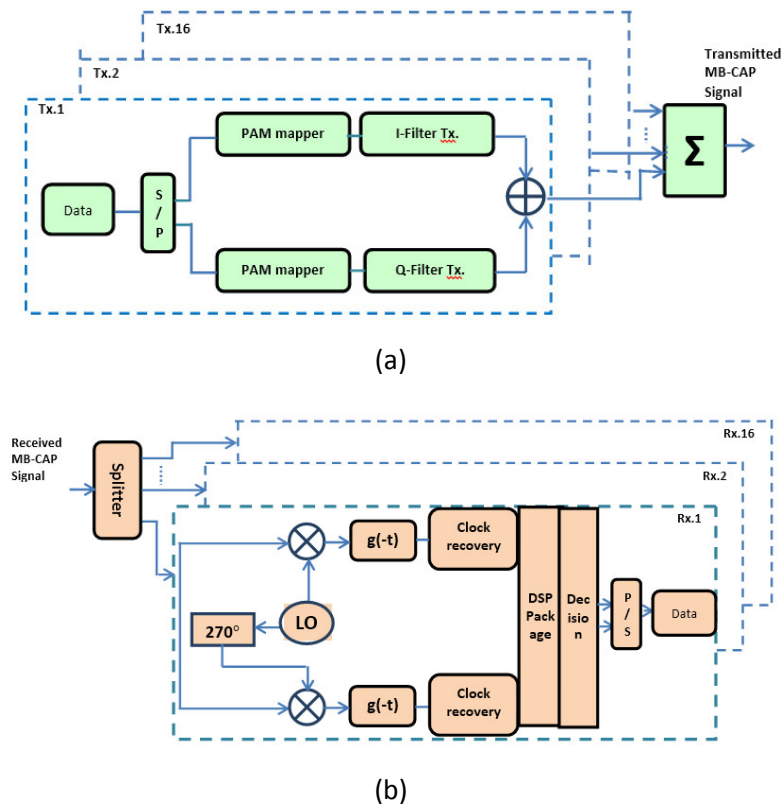 Tx.16
Tx.2
Tx.1
Transmitted
MB-CAP
Signal
PAM mapper
I-Filter Tx.
Data
S
/
P
Σ
PAM mapper
Q-Filter Tx.
(a)
Received
MB-CAP
Signal
Splitter
Rx.16
Rx.2
Rx.1
g(-t)
Clock
recovery
LO
270°
DSP
Pack
age
Dec
isio
n
P
/
S
Data
g(-t)
Clock
recovery
(b)